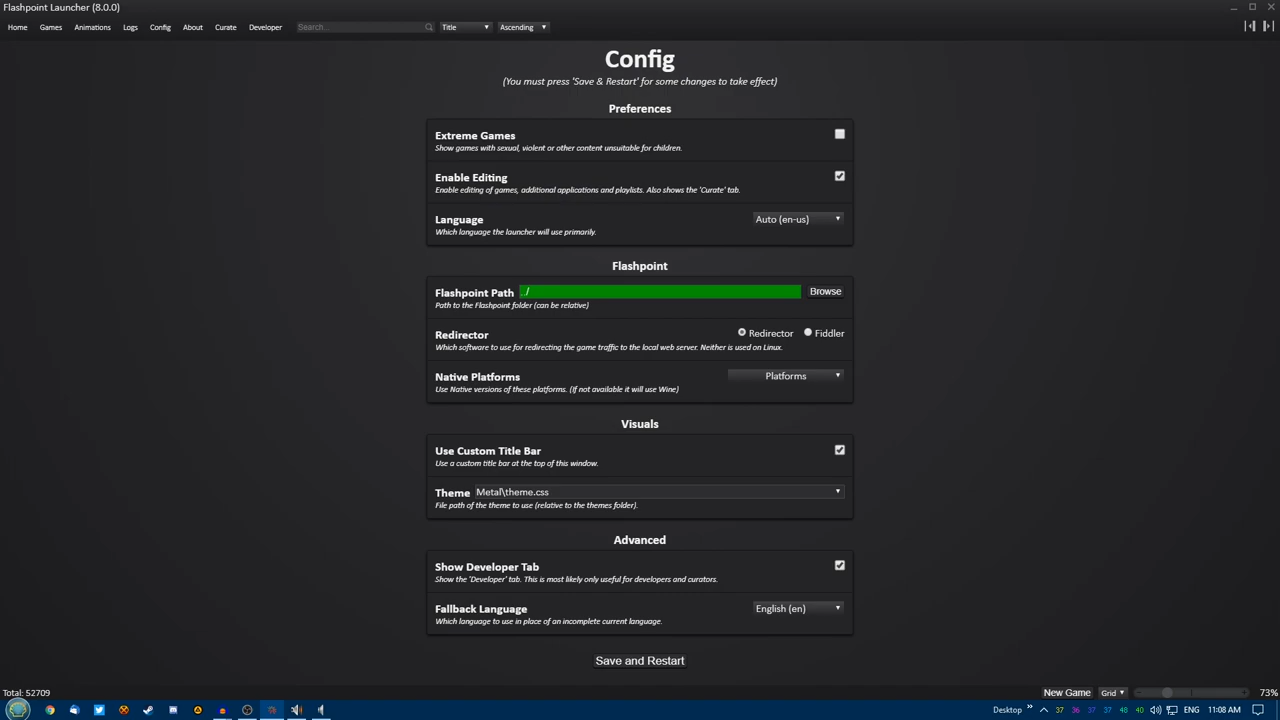 Flashpoint Launcher (8.0.0)
Home Games Animations Logs Config About Curate Developer Search... Title Ascending
Config
(You must press 'Save & Restart' for some changes to take effect)
Preferences
Extreme Games
Show games with sexual, violent or other content unsuitable for children.
Enable Editing
Enable editing of games, additional applications and playlists. Also shows the 'Curate' tab.
Language Auto (en-us)
Which language the launcher will use primarily.
Flashpoint
Flashpoint Path ../ Browse
Path to the Flashpoint folder (can be relative)
Redirector Redirector Fiddler
Which software to use for redirecting the game traffic to the local web server. Neither is used on Linux.
Native Platforms Platforms
Use Native versions of these platforms. (If not available it will use Wine)
Visuals
Use Custom Title Bar
Use a custom title bar at the top of this window.
Theme Metal\theme.css
File path of the theme to use (relative to the themes folder).
Advanced
Show Developer Tab
Show the 'Developer' tab. This is most likely only useful for developers and curators.
Fallback Language English (en)
Which language to use in place of an incomplete current language.
Save and Restart
Total: 52709 New Game Grid 73%
Desktop 37 36 37 37 48 40 ENG 11:08 AM